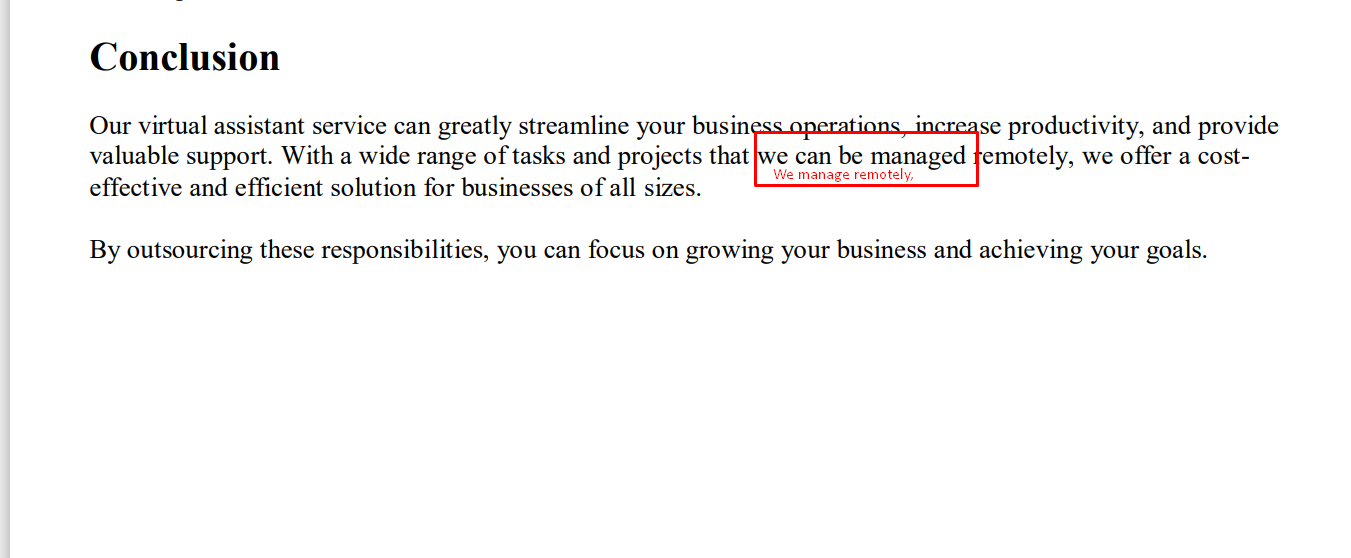 Conclusion
Our virtual assistant service can greatly streamline your business operations, increase productivity, and provide
valuable support. With a wide range of tasks and projects that we can be managed remotely, we offer a cost-
We manage remotely,
effective and efficient solution for businesses of all sizes.
By outsourcing these responsibilities, you can focus on growing your business and achieving your goals.